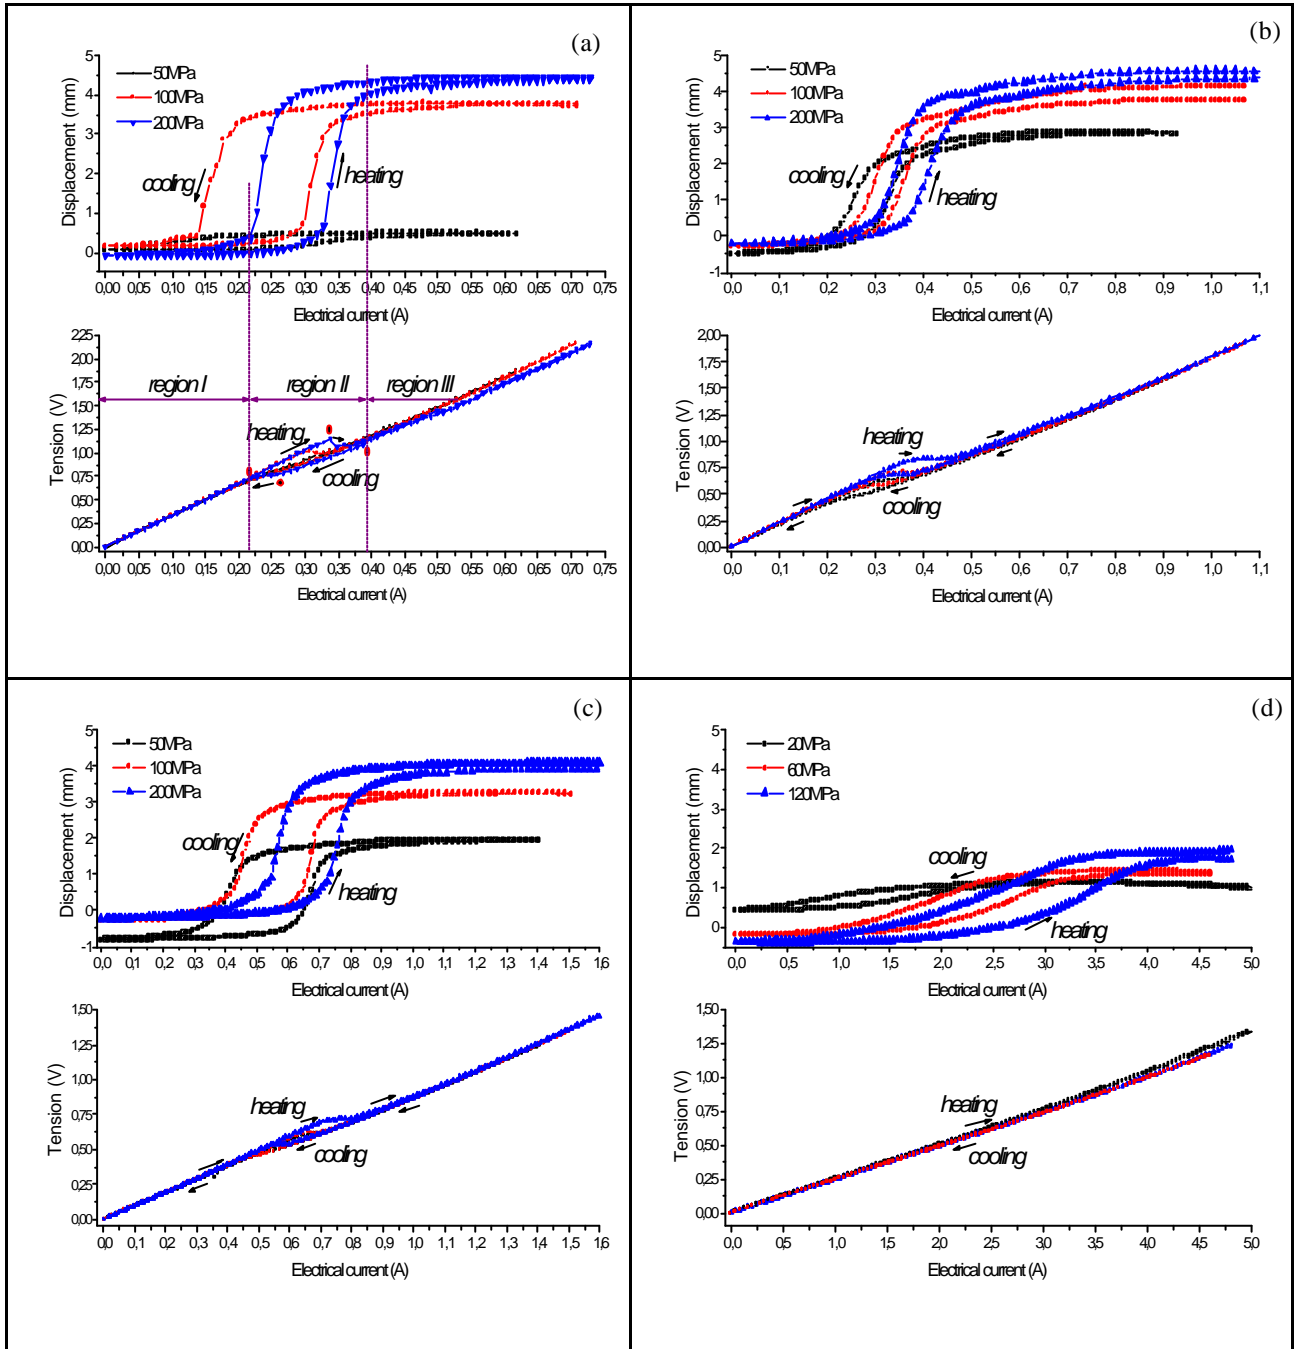 (a)
50MPa
100MPa
200MPa
cooling
heating
Displacement (mm)
5
4
3
2
1
0
0,00 0,05 0,10 0,15 0,20 0,25 0,30 0,35 0,40 0,45 0,50 0,55 0,60 0,65 0,70 0,75
Electrical current (A)
2,25
2,00
1,75
1,50
1,25
1,00
0,75
0,50
0,25
0,00
Tension (V)
region I
region II
region III
heating
cooling
0,00 0,05 0,10 0,15 0,20 0,25 0,30 0,35 0,40 0,45 0,50 0,55 0,60 0,65 0,70 0,75
Electrical current (A)
(b)
50MPa
100MPa
200MPa
cooling
heating
Displacement (mm)
5
4
3
2
1
0
-1
0,0 0,1 0,2 0,3 0,4 0,5 0,6 0,7 0,8 0,9 1,0 1,1
Electrical current (A)
2,00
1,75
1,50
1,25
1,00
0,75
0,50
0,25
0,00
Tension (V)
heating
cooling
0,0 0,1 0,2 0,3 0,4 0,5 0,6 0,7 0,8 0,9 1,0 1,1
Electrical current (A)
(c)
50MPa
100MPa
200MPa
cooling
heating
Displacement (mm)
5
4
3
2
1
0
-1
0,0 0,1 0,2 0,3 0,4 0,5 0,6 0,7 0,8 0,9 1,0 1,1 1,2 1,3 1,4 1,5 1,6
Electrical current (A)
1,50
1,25
1,00
0,75
0,50
0,25
0,00
Tension (V)
heating
cooling
0,0 0,1 0,2 0,3 0,4 0,5 0,6 0,7 0,8 0,9 1,0 1,1 1,2 1,3 1,4 1,5 1,6
Electrical current (A)
(d)
20MPa
60MPa
120MPa
cooling
heating
Displacement (mm)
5
4
3
2
1
0
0,0 0,5 1,0 1,5 2,0 2,5 3,0 3,5 4,0 4,5 5,0
Electrical current (A)
1,50
1,25
1,00
0,75
0,50
0,25
0,00
Tension (V)
heating
cooling
0,0 0,5 1,0 1,5 2,0 2,5 3,0 3,5 4,0 4,5 5,0
Electrical current (A)